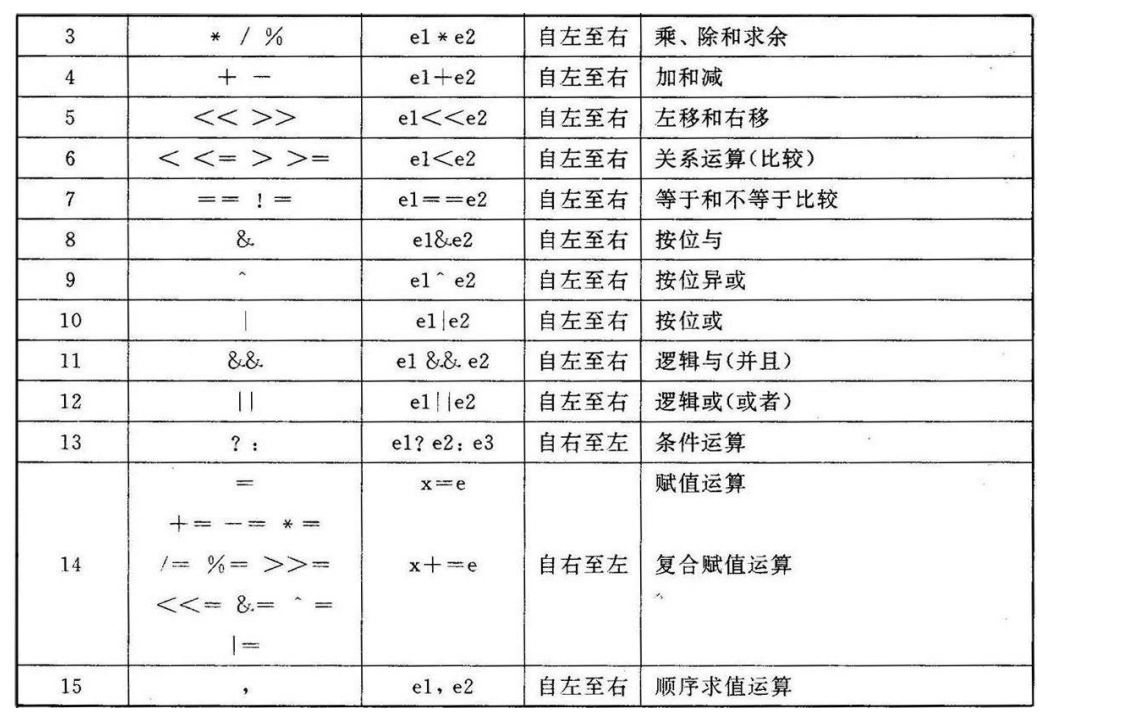 3 * / % e1*e2 自左至右 乘、除和求余
4 + - e1+e2 自左至右 加和减
5 << >> e1<<e2 自左至右 左移和右移
6 < <= > >= e1<e2 自左至右 关系运算(比较)
7 == != e1==e2 自左至右 等于和不等于比较
8 & e1&e2 自左至右 按位与
9 ^ e1^e2 自左至右 按位异或
10 | e1|e2 自左至右 按位或
11 && e1 && e2 自左至右 逻辑与(并且)
12 || e1||e2 自左至右 逻辑或(或者)
13 ?: e1? e2: e3 自右至左 条件运算
= x=e 赋值运算
+= -= *=
14 /= %= >>= x+=e 自右至左 复合赋值运算
<<= &= ^=
|=
15 , e1, e2 自左至右 顺序求值运算